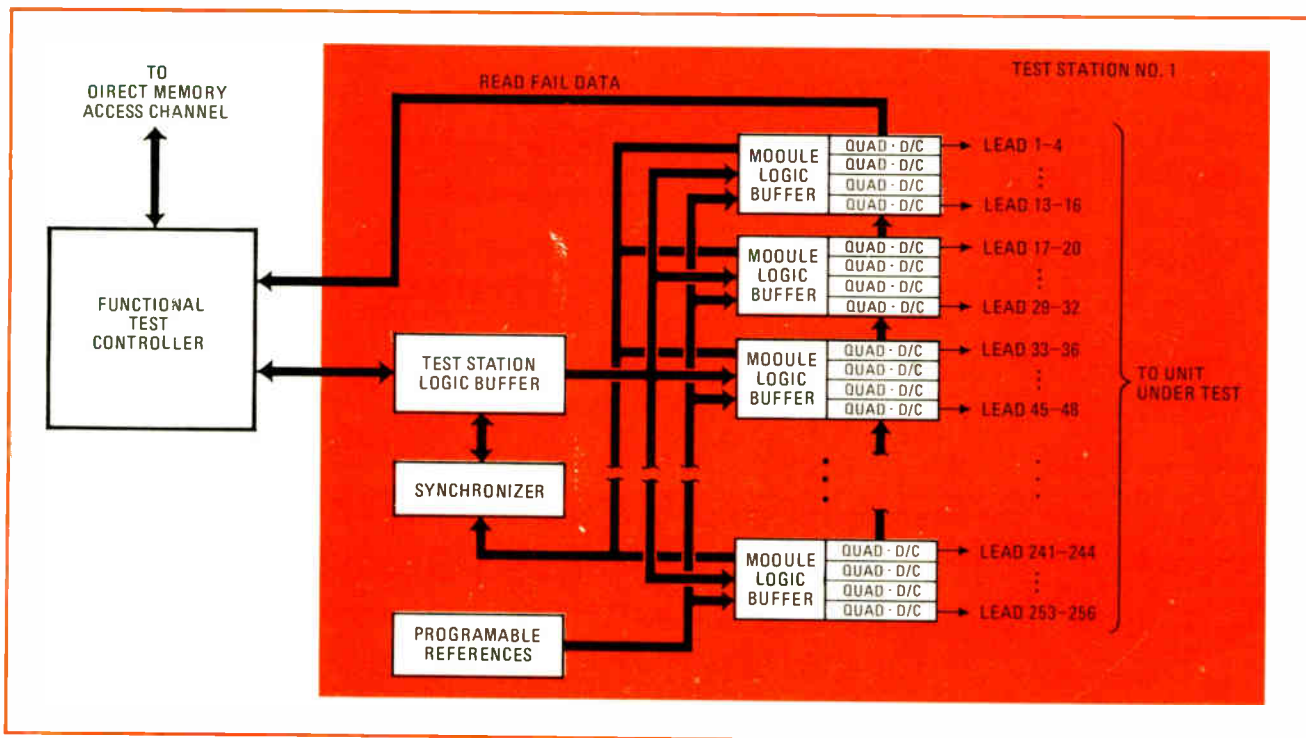 TO
DIRECT MEMORY
ACCESS CHANNEL
FUNCTIONAL
TEST
CONTROLLER
TEST STATION NO. 1
READ FAIL DATA
TEST STATION
LOGIC BUFFER
SYNCHRONIZER
PROGRAMABLE
REFERENCES
MODULE
LOGIC
BUFFER
QUAD · D/C
QUAD · D/C
QUAD · D/C
QUAD · D/C
LEAD 1–4
LEAD 13–16
MODULE
LOGIC
BUFFER
QUAD · D/C
QUAD · D/C
QUAD · D/C
QUAD · D/C
LEAD 17–20
LEAD 29–32
MODULE
LOGIC
BUFFER
QUAD · D/C
QUAD · D/C
QUAD · D/C
QUAD · D/C
LEAD 33–36
LEAD 45–48
MODULE
LOGIC
BUFFER
QUAD · D/C
QUAD · D/C
QUAD · D/C
QUAD · D/C
LEAD 241–244
LEAD 253–256
TO UNIT
UNDER TEST